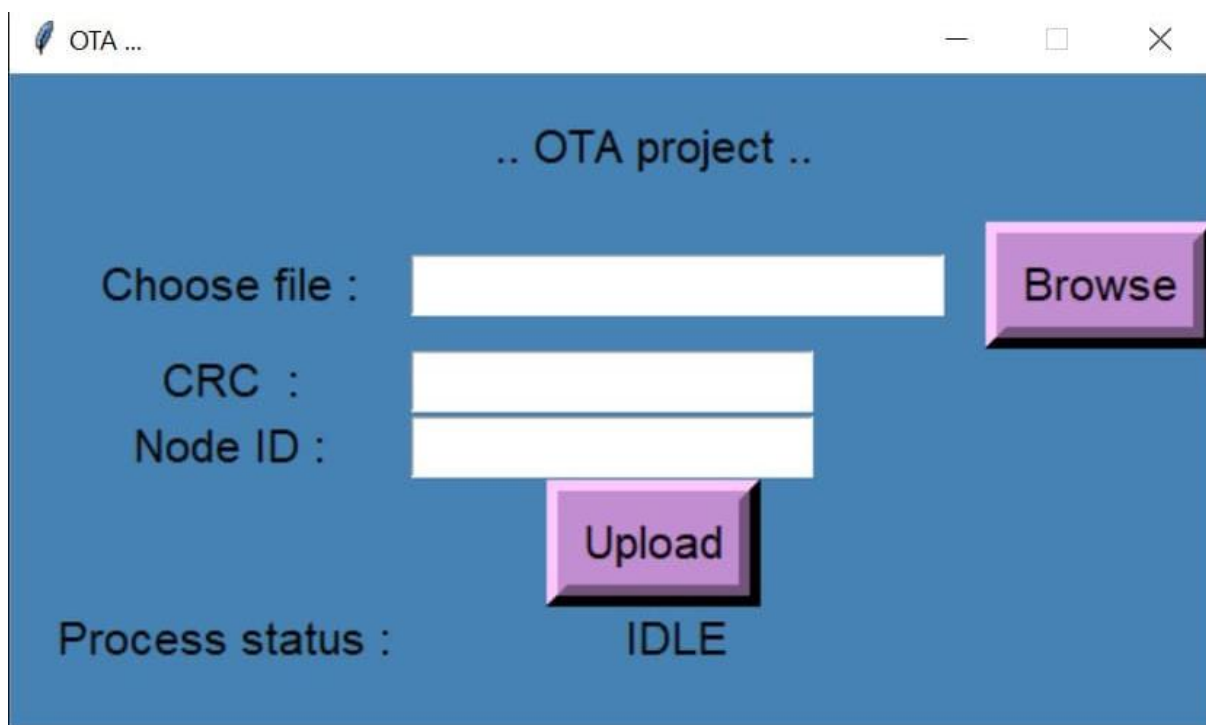 OTA ...
.. OTA project ..
Choose file :
Browse
CRC  :
Node ID :
Upload
Process status :
IDLE